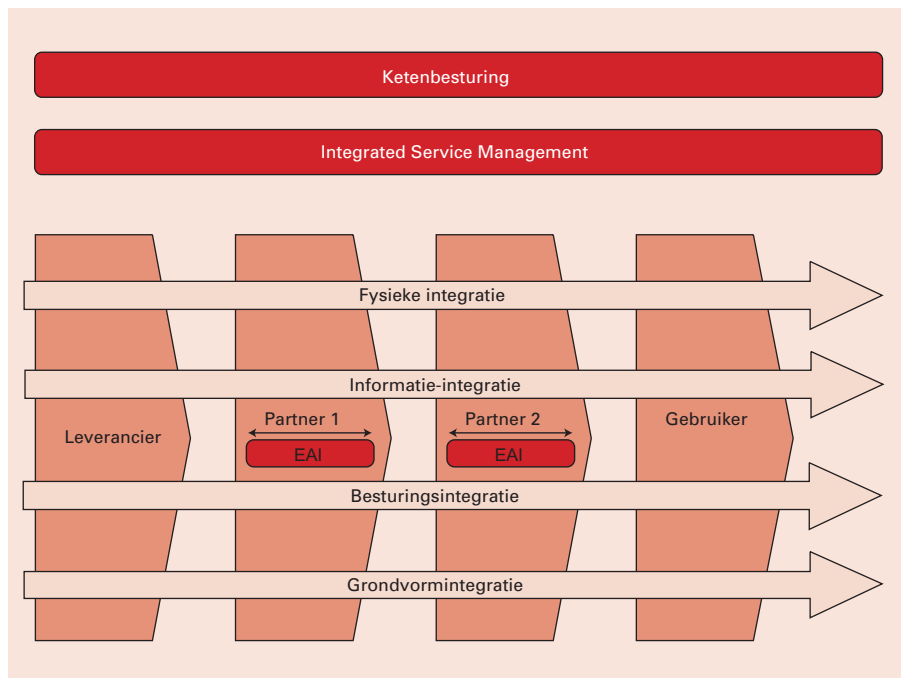 Ketenbesturing
Integrated Service Management
Fysieke integratie
Informatie-integratie
Leverancier
Partner 1
EAI
Partner 2
EAI
Gebruiker
Besturingsintegratie
Grondvormintegratie